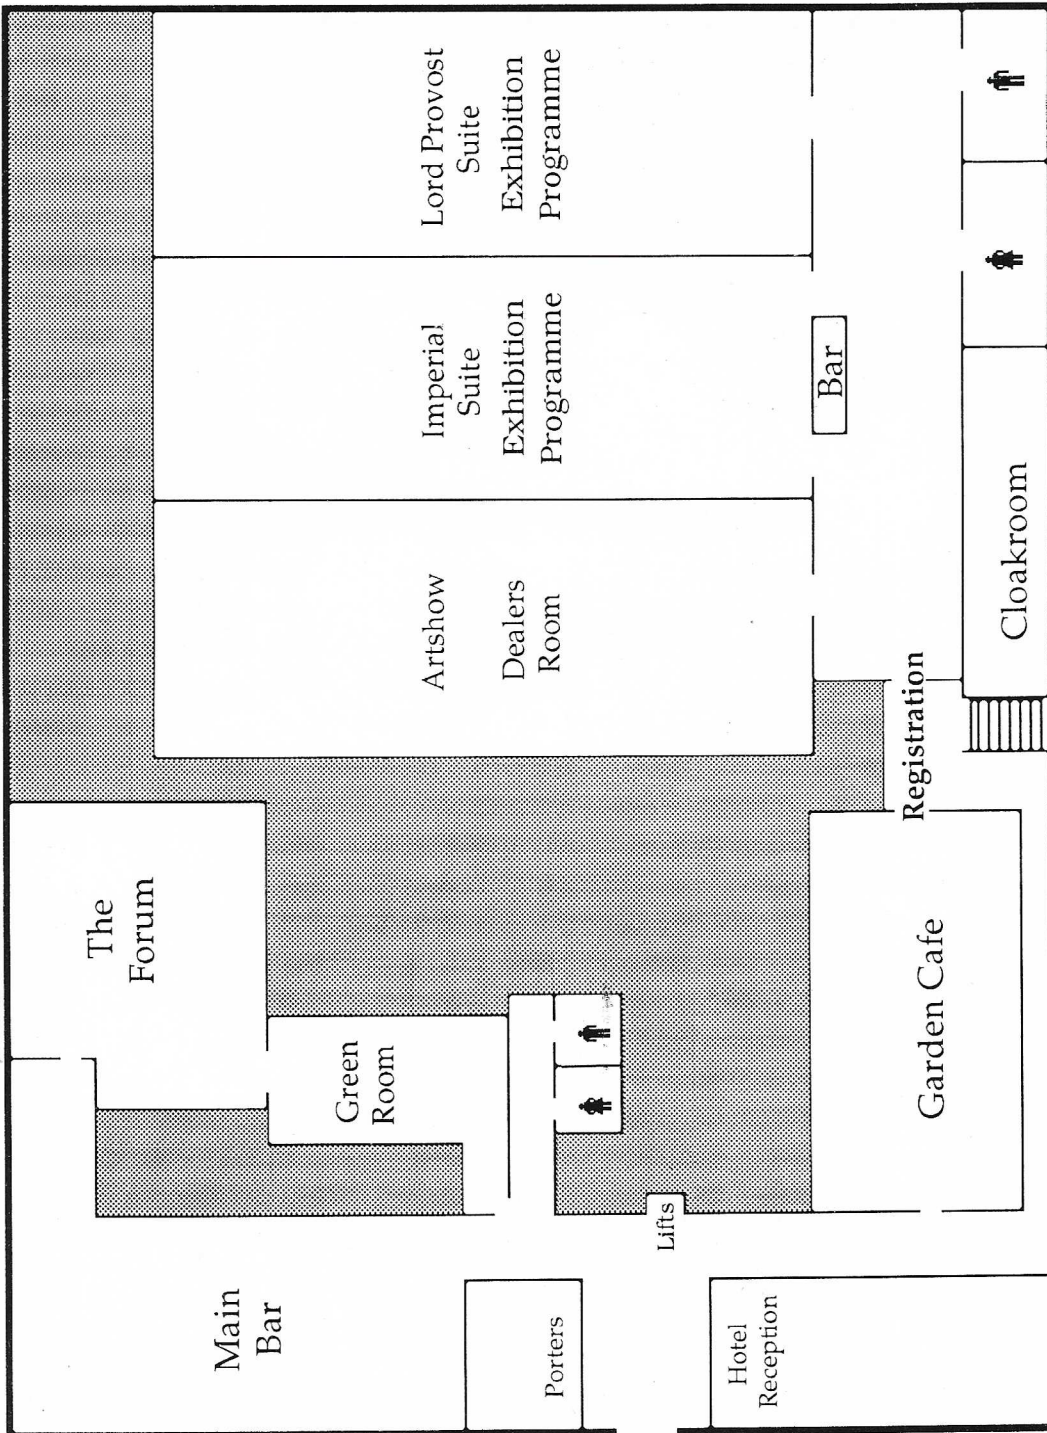 Main
Bar
The
Forum
Green
Room
Porters
Lifts
Hotel
Reception
Garden Cafe
Registration
Artshow
Dealers
Room
Imperial
Suite
Exhibition
Programme
Lord Provost
Suite
Exhibition
Programme
Bar
Cloakroom